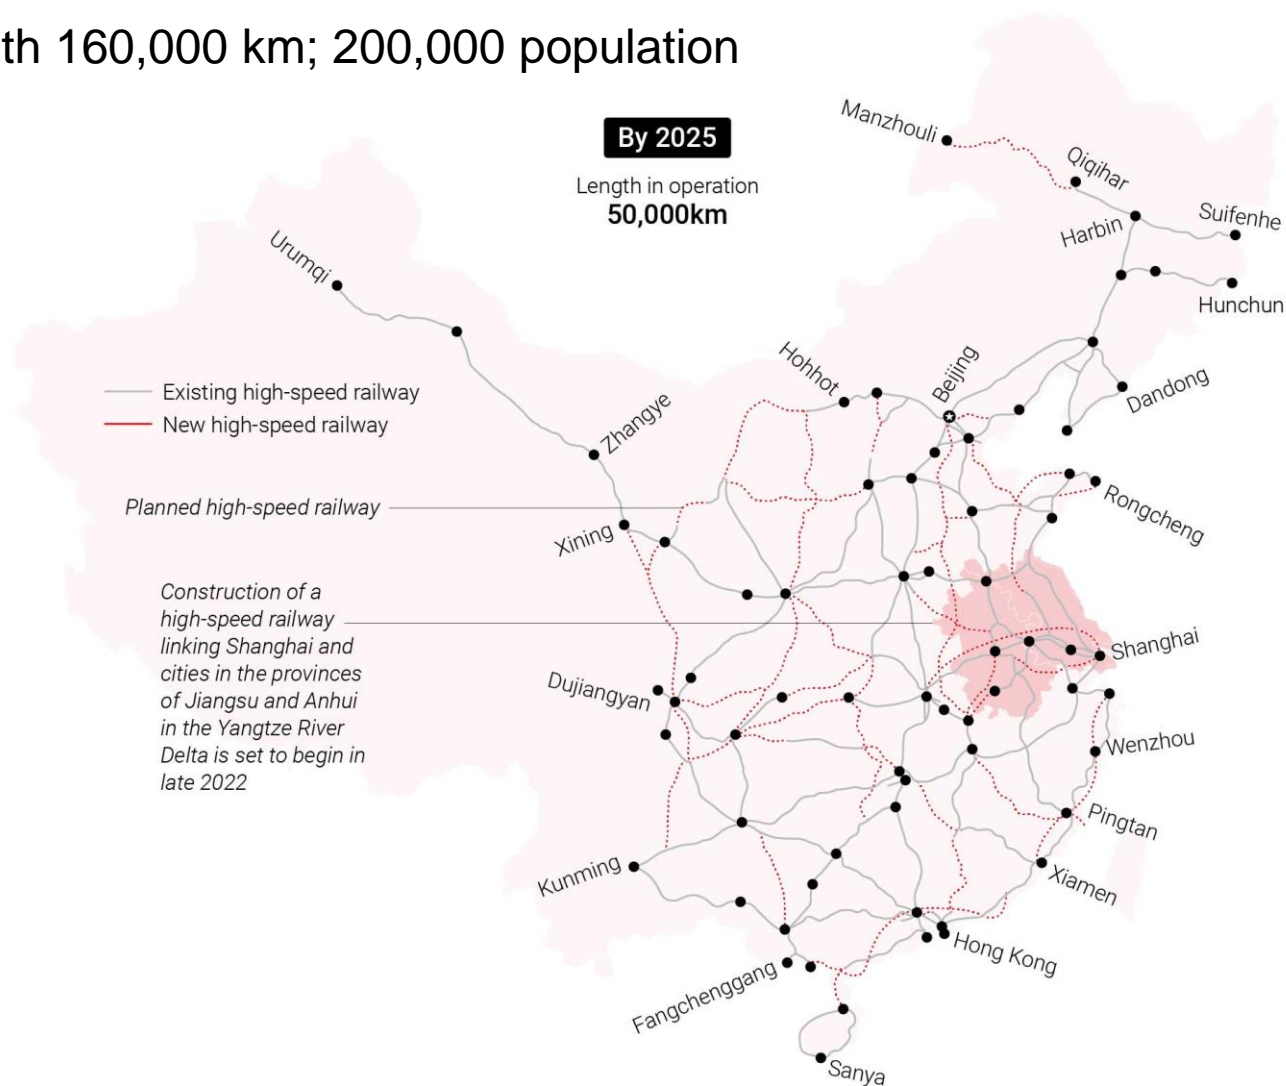 th 160,000 km; 200,000 population
By 2025
Length in operation
50,000km
Manzhouli
Qiqihar
Harbin
Suifenhe
Hunchun
Urumqi
Hohhot
Beijing
Dandong
Existing high-speed railway
New high-speed railway
Zhangye
Planned high-speed railway
Rongcheng
Xining
Construction of a
high-speed railway
linking Shanghai and
cities in the provinces
of Jiangsu and Anhui
in the Yangtze River
Delta is set to begin in
late 2022
Shanghai
Dujiangyan
Wenzhou
Pingtan
Kunming
Xiamen
Hong Kong
Fangchenggang
Sanya